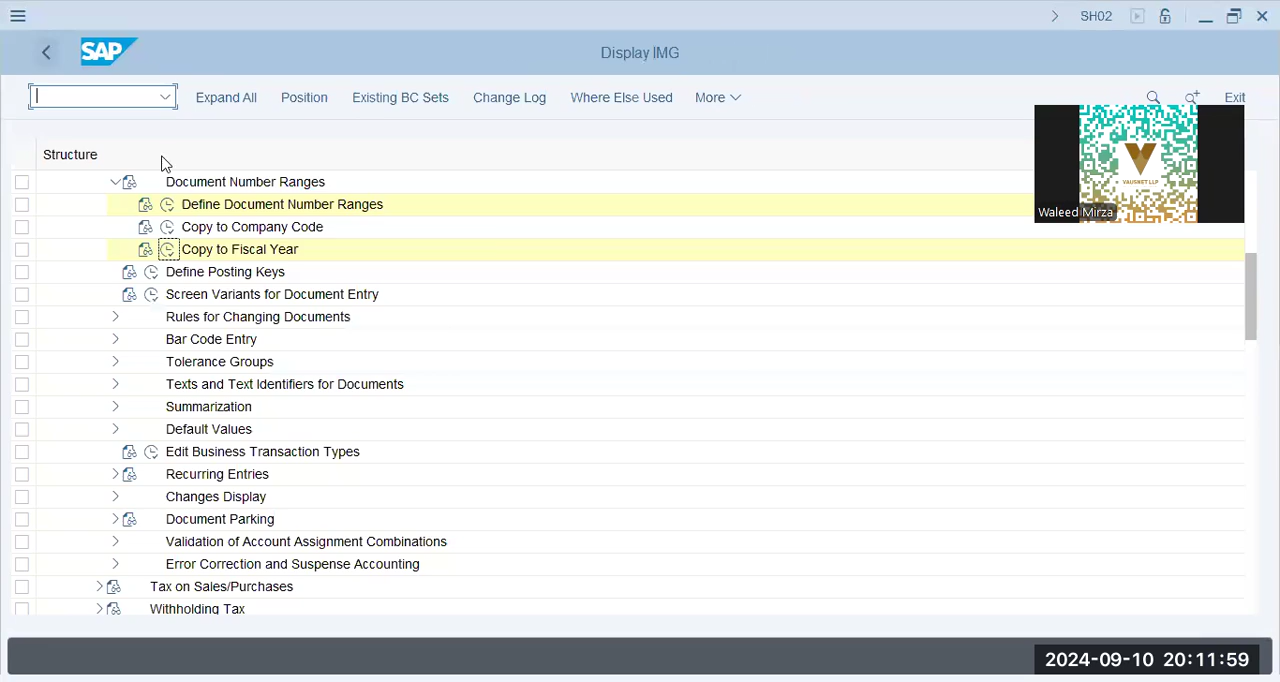 SH02
SAP
Display IMG
Expand All Position Existing BC Sets Change Log Where Else Used More Exit
Structure
VAUSNET LLP
Waleed Mirza
Document Number Ranges
Define Document Number Ranges
Copy to Company Code
Copy to Fiscal Year
Define Posting Keys
Screen Variants for Document Entry
Rules for Changing Documents
Bar Code Entry
Tolerance Groups
Texts and Text Identifiers for Documents
Summarization
Default Values
Edit Business Transaction Types
Recurring Entries
Changes Display
Document Parking
Validation of Account Assignment Combinations
Error Correction and Suspense Accounting
Tax on Sales/Purchases
Withholding Tax
2024-09-10 20:11:59